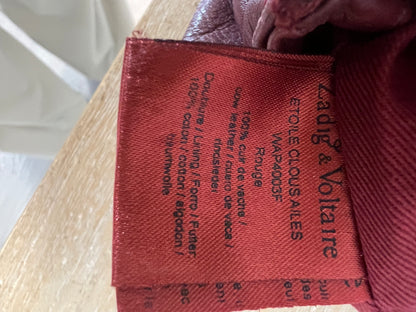 Zadig & Voltaire
ETOILE CLOUS AILES
WAP4003F
Rouge
100% cuir de vache /
cow leather / cuero de vaca /
rindsleder
Doublure / Lining / Forro / Futter:
100% coton / cotton / algodon /
baumwolle